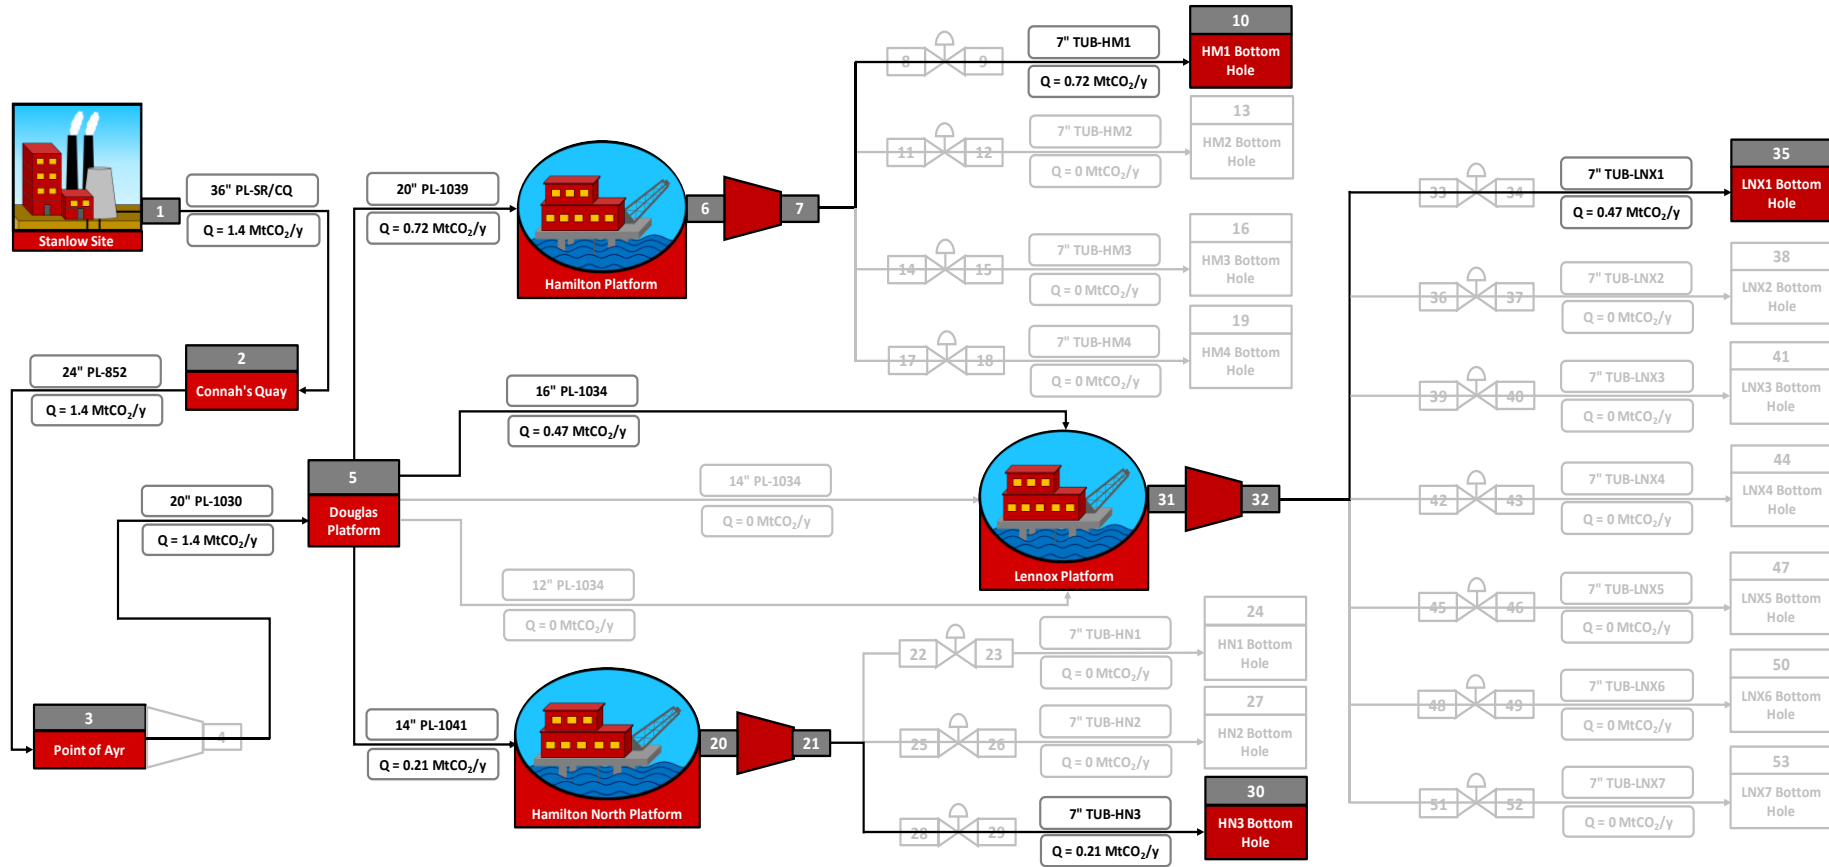 1
36" PL-SR/CQ
Q = 1.4 MtCO₂/y
Stanlow Site
2
Connah's Quay
24" PL-852
Q = 1.4 MtCO₂/y
3
Point of Ayr
4
20" PL-1030
Q = 1.4 MtCO₂/y
5
Douglas
Platform
20" PL-1039
Q = 0.72 MtCO₂/y
Hamilton Platform
6
7
8
9
7" TUB-HM1
Q = 0.72 MtCO₂/y
10
HM1 Bottom
Hole
11
12
7" TUB-HM2
Q = 0 MtCO₂/y
13
HM2 Bottom
Hole
14
15
7" TUB-HM3
Q = 0 MtCO₂/y
16
HM3 Bottom
Hole
17
18
7" TUB-HM4
Q = 0 MtCO₂/y
19
HM4 Bottom
Hole
16" PL-1034
Q = 0.47 MtCO₂/y
14" PL-1034
Q = 0 MtCO₂/y
12" PL-1034
Q = 0 MtCO₂/y
Lennox Platform
31
32
14" PL-1041
Q = 0.21 MtCO₂/y
Hamilton North Platform
20
21
22
23
7" TUB-HN1
Q = 0 MtCO₂/y
24
HN1 Bottom
Hole
25
26
7" TUB-HN2
Q = 0 MtCO₂/y
27
HN2 Bottom
Hole
28
29
7" TUB-HN3
Q = 0.21 MtCO₂/y
30
HN3 Bottom
Hole
33
34
7" TUB-LNX1
Q = 0.47 MtCO₂/y
35
LNX1 Bottom
Hole
36
37
7" TUB-LNX2
Q = 0 MtCO₂/y
38
LNX2 Bottom
Hole
39
40
7" TUB-LNX3
Q = 0 MtCO₂/y
41
LNX3 Bottom
Hole
42
43
7" TUB-LNX4
Q = 0 MtCO₂/y
44
LNX4 Bottom
Hole
45
46
7" TUB-LNX5
Q = 0 MtCO₂/y
47
LNX5 Bottom
Hole
48
49
7" TUB-LNX6
Q = 0 MtCO₂/y
50
LNX6 Bottom
Hole
51
52
7" TUB-LNX7
Q = 0 MtCO₂/y
53
LNX7 Bottom
Hole